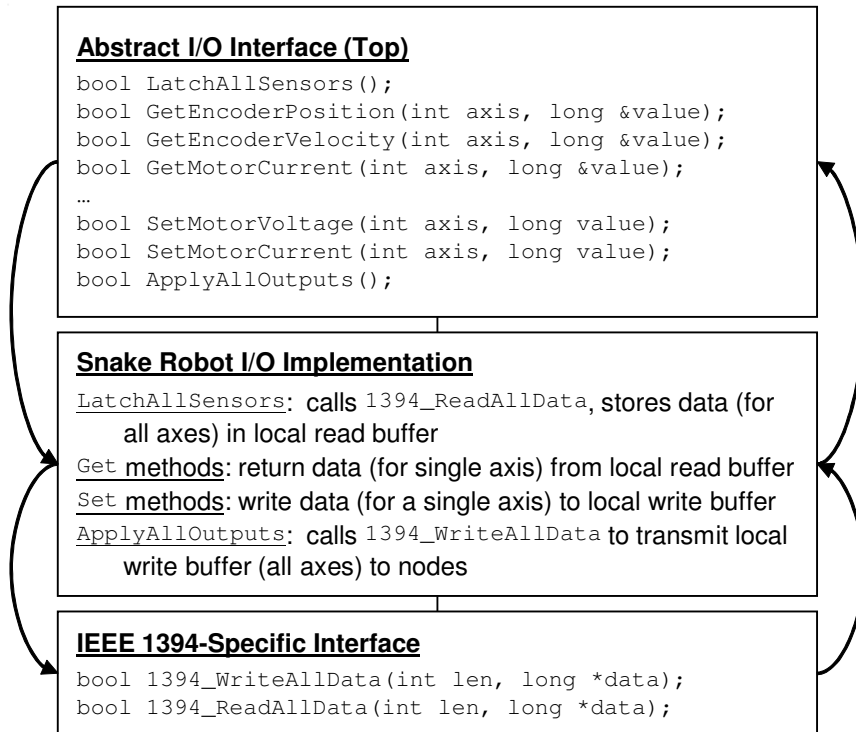 Abstract I/O Interface (Top)
bool LatchAllSensors();
bool GetEncoderPosition(int axis, long &value);
bool GetEncoderVelocity(int axis, long &value);
bool GetMotorCurrent(int axis, long &value);
…
bool SetMotorVoltage(int axis, long value);
bool SetMotorCurrent(int axis, long value);
bool ApplyAllOutputs();
Snake Robot I/O Implementation
LatchAllSensors: calls 1394_ReadAllData, stores data (for
all axes) in local read buffer
Get methods: return data (for single axis) from local read buffer
Set methods: write data (for a single axis) to local write buffer
ApplyAllOutputs: calls 1394_WriteAllData to transmit local
write buffer (all axes) to nodes
IEEE 1394-Specific Interface
bool 1394_WriteAllData(int len, long *data);
bool 1394_ReadAllData(int len, long *data);